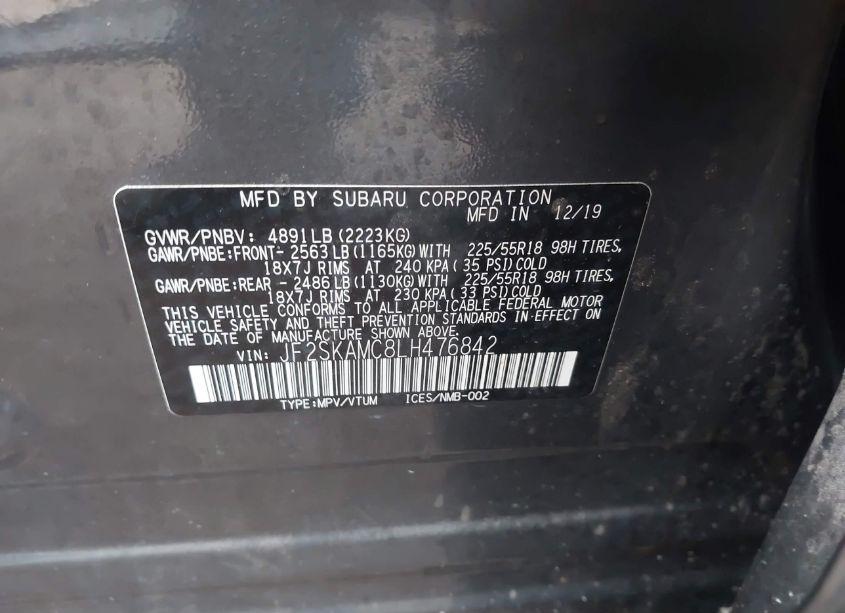 MFD BY SUBARU CORPORATION
MFD IN 12/19
GVWR/PNBV: 4891LB(2223KG)
GAWR/PNBE:FRONT- 2563LB(1165KG)WITH 225/55R18 98H TIRES,
18X7J RIMS AT 240 KPA(35 PSI)COLD
GAWR/PNBE:REAR - 2486LB(1130KG)WITH 225/55R18 98H TIRES,
18X7J RIMS AT 230 KPA(33 PSI)COLD
THIS VEHICLE CONFORMS TO ALL APPLICABLE FEDERAL MOTOR
VEHICLE SAFETY AND THEFT PREVENTION STANDARDS IN EFFECT ON
THE DATE OF MANUFACTURE SHOWN ABOVE.
VIN: JF2SKAMC8LH476842
TYPE:MPV/VTUM ICES/NMB-002